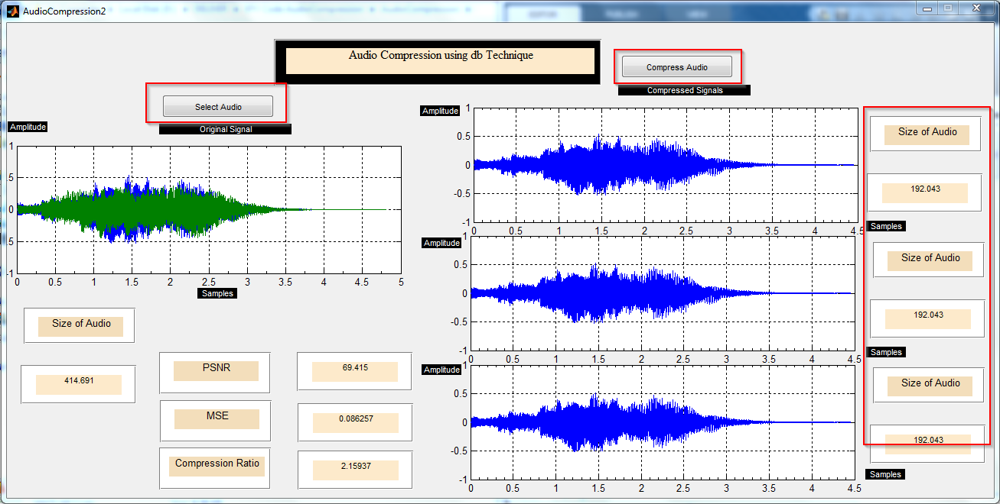 AudioCompression2
Audio Compression using db Technique
Compress Audio
Compressed Signals
Select Audio
Original Signal
Amplitude
1
5
0
5
-1
0 0.5 1 1.5 2 2.5 3 3.5 4 4.5 5
Samples
Size of Audio
414.691
PSNR
69.415
MSE
0.086257
Compression Ratio
2.15937
Amplitude
1
0.5
0
-0.5
-1
0 0.5 1 1.5 2 2.5 3 3.5 4 4.5
Size of Audio
192.043
Samples
Amplitude
1
0.5
0
-0.5
-1
0 0.5 1 1.5 2 2.5 3 3.5 4 4.5
Size of Audio
192.043
Samples
Amplitude
1
0.5
0
-0.5
-1
0 0.5 1 1.5 2 2.5 3 3.5 4 4.5
Size of Audio
192.043
Samples